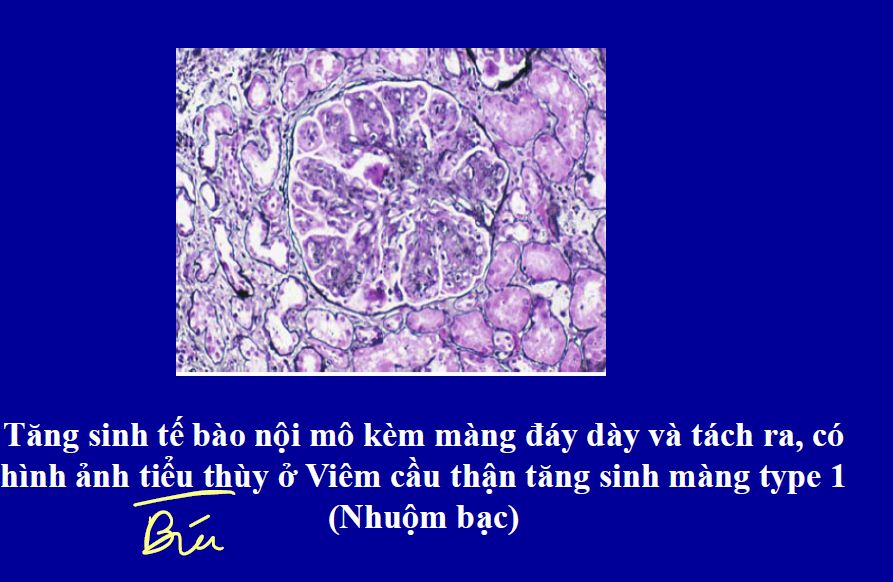 Tăng sinh tế bào nội mô kèm màng đáy dày và tách ra, có
hình ảnh tiểu thùy ở Viêm cầu thận tăng sinh màng type 1
(Nhuộm bạc)